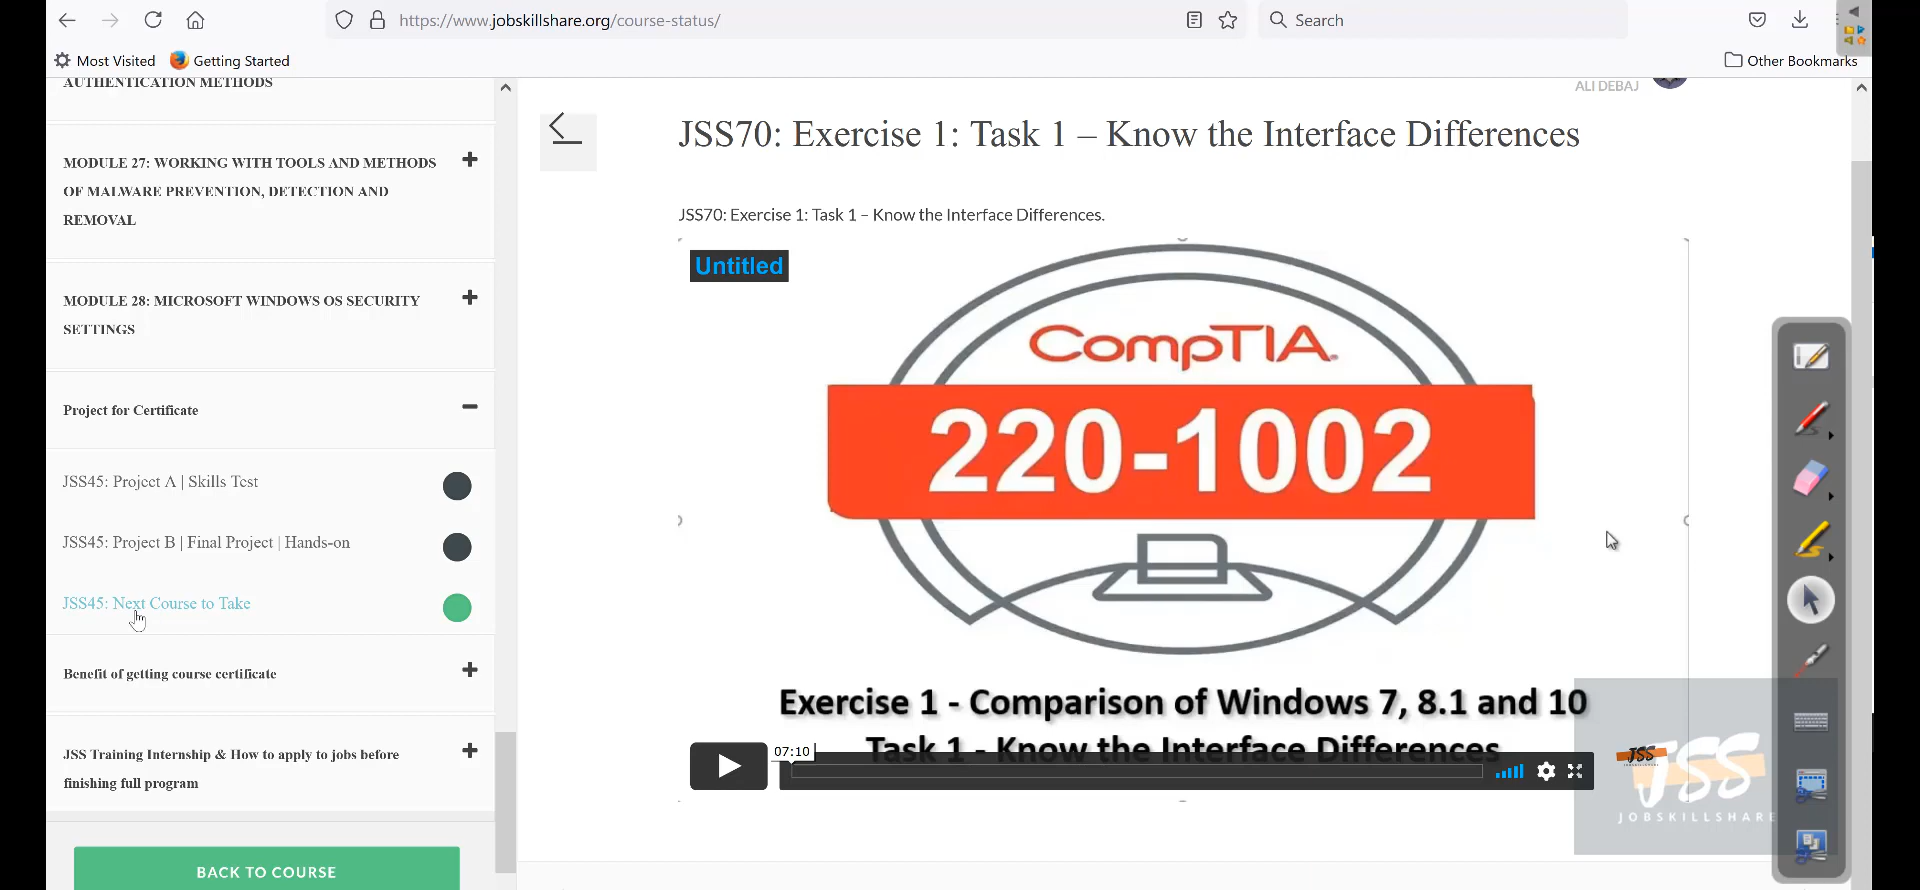 https://www.jobskillshare.org/course-status/
Search
Most Visited
Getting Started
Other Bookmarks
AUTHENTICATION METHODS
MODULE 27: WORKING WITH TOOLS AND METHODS
OF MALWARE PREVENTION, DETECTION AND
REMOVAL
MODULE 28: MICROSOFT WINDOWS OS SECURITY
SETTINGS
Project for Certificate
JSS45: Project A | Skills Test
JSS45: Project B | Final Project | Hands-on
JSS45: Next Course to Take
Benefit of getting course certificate
JSS Training Internship & How to apply to jobs before
finishing full program
BACK TO COURSE
ALI DEBAJ
JSS70: Exercise 1: Task 1 – Know the Interface Differences
JSS70: Exercise 1: Task 1 – Know the Interface Differences.
Untitled
CompTIA.
220-1002
Exercise 1 - Comparison of Windows 7, 8.1 and 10
Task 1 - Know the Interface Differences
07:10
JSS
JSS
JOBSKILLSHARE